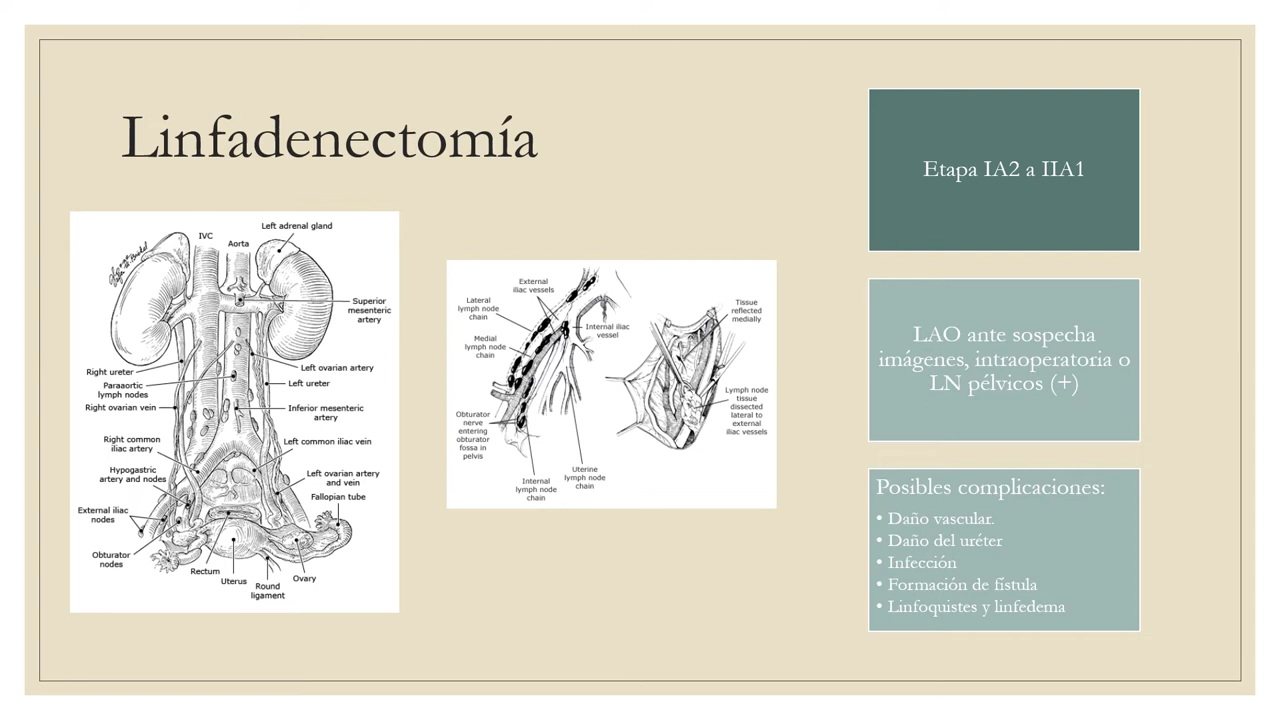 Linfadenectomía
IVC
Aorta
Left adrenal gland
Superior
mesenteric
artery
Right ureter
Left ovarian artery
Paraaortic
lymph nodes
Left ureter
Right ovarian vein
Inferior mesenteric
artery
Right common
iliac artery
Left common iliac vein
Hypogastric
artery and nodes
Left ovarian artery
and vein
Fallopian tube
External iliac
nodes
Obturator
nodes
Rectum
Uterus
Round
ligament
Ovary
External
iliac vessels
Lateral
lymph node
chain
Internal iliac
vessel
Medial
lymph node
chain
Obturator
nerve
entering
obturator
fossa in
pelvis
Internal
lymph node
chain
Uterine
lymph node
chain
Tissue
reflected
medially
Lymph node
tissue
dissected
lateral to
external
iliac vessels
Etapa IA2 a IIA1
LAO ante sospecha
imágenes, intraoperatoria o
LN pélvicos (+)
Posibles complicaciones:
• Daño vascular.
• Daño del uréter
• Infección
• Formación de fístula
• Linfoquistes y linfedema